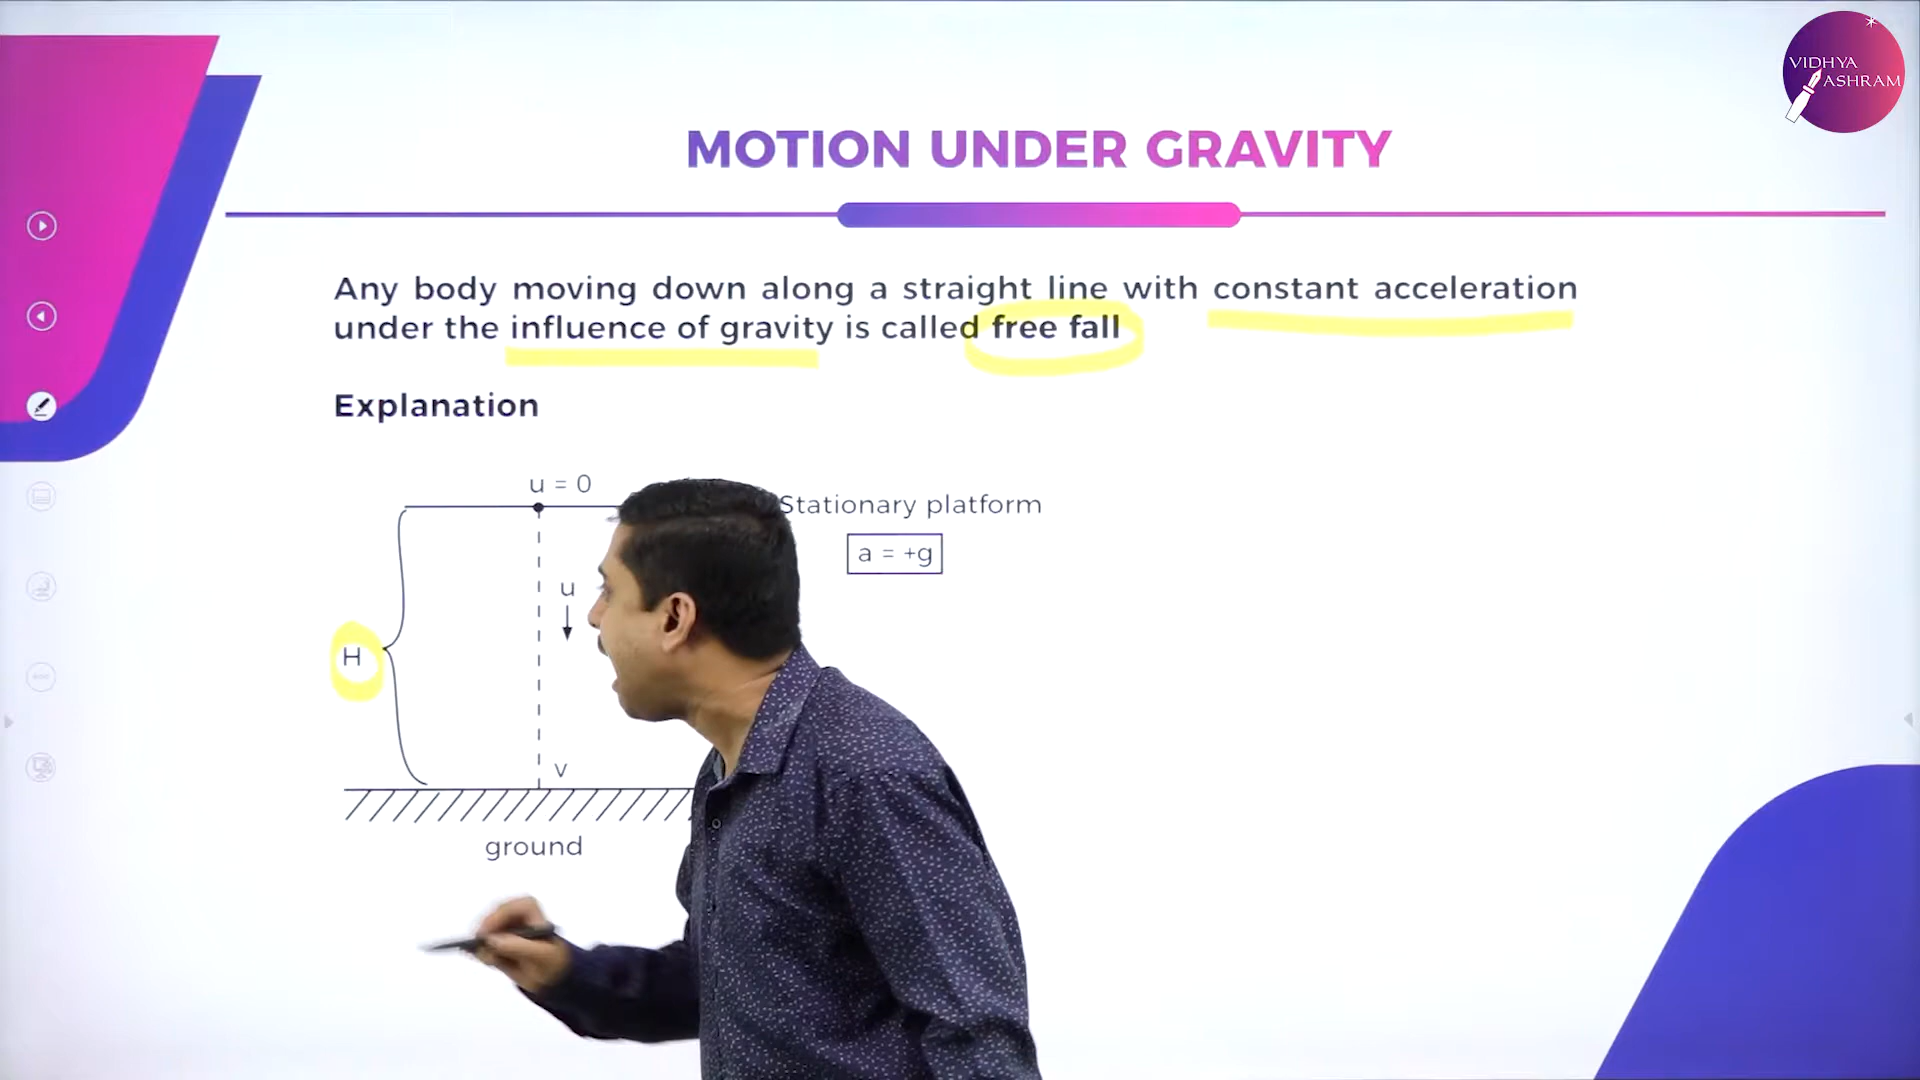 VIDHYA
ASHRAM
MOTION UNDER GRAVITY
Any body moving down along a straight line with constant acceleration
under the influence of gravity is called free fall
Explanation
u = 0
Stationary platform
a = +g
u
H
v
ground